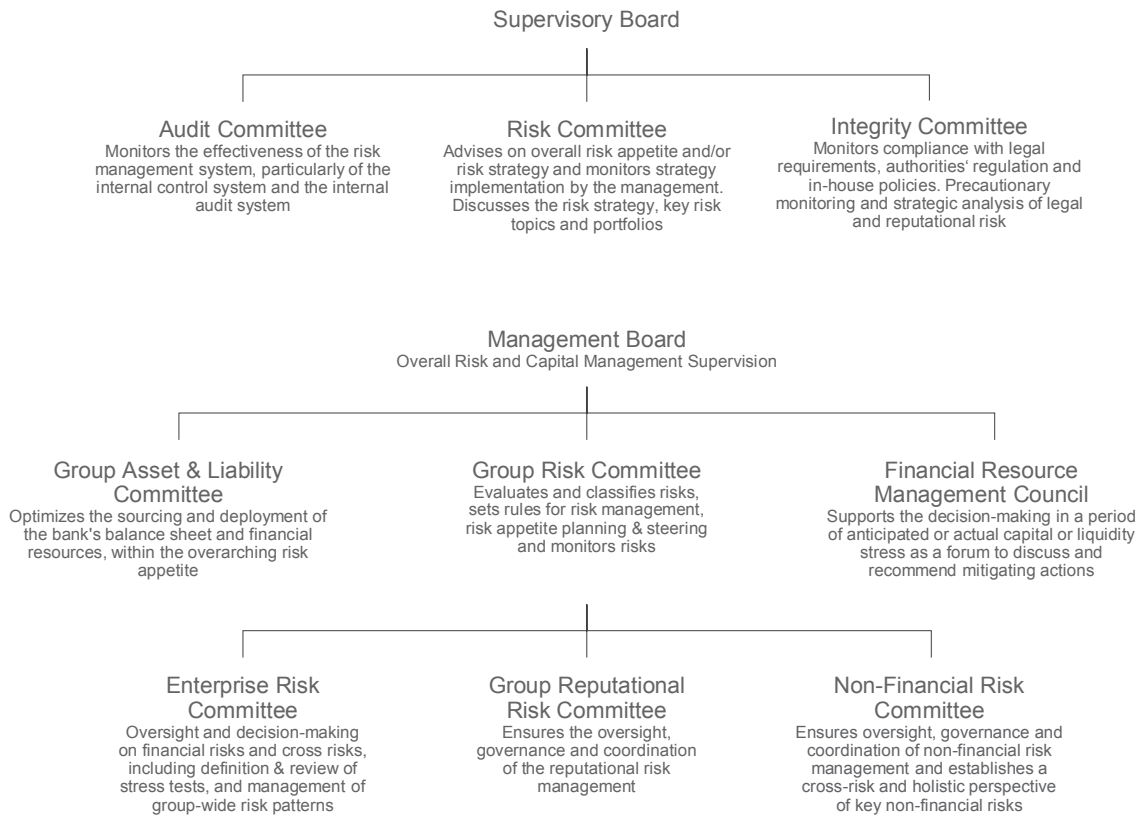 Supervisory Board
Audit Committee
Monitors the effectiveness of the risk
management system, particularly of the
internal control system and the internal
audit system
Risk Committee
Advises on overall risk appetite and/or
risk strategy and monitors strategy
implementation by the management.
Discusses the risk strategy, key risk
topics and portfolios
Integrity Committee
Monitors compliance with legal
requirements, authorities‘ regulation and
in-house policies. Precautionary
monitoring and strategic analysis of legal
and reputational risk
Management Board
Overall Risk and Capital Management Supervision
Group Asset & Liability
Committee
Optimizes the sourcing and deployment of
the bank's balance sheet and financial
resources, within the overarching risk
appetite
Group Risk Committee
Evaluates and classifies risks,
sets rules for risk management,
risk appetite planning & steering
and monitors risks
Financial Resource
Management Council
Supports the decision-making in a period
of anticipated or actual capital or liquidity
stress as a forum to discuss and
recommend mitigating actions
Enterprise Risk
Committee
Oversight and decision-making
on financial risks and cross risks,
including definition & review of
stress tests, and management of
group-wide risk patterns
Group Reputational
Risk Committee
Ensures the oversight,
governance and coordination
of the reputational risk
management
Non-Financial Risk
Committee
Ensures oversight, governance and
coordination of non-financial risk
management and establishes a
cross-risk and holistic perspective
of key non-financial risks